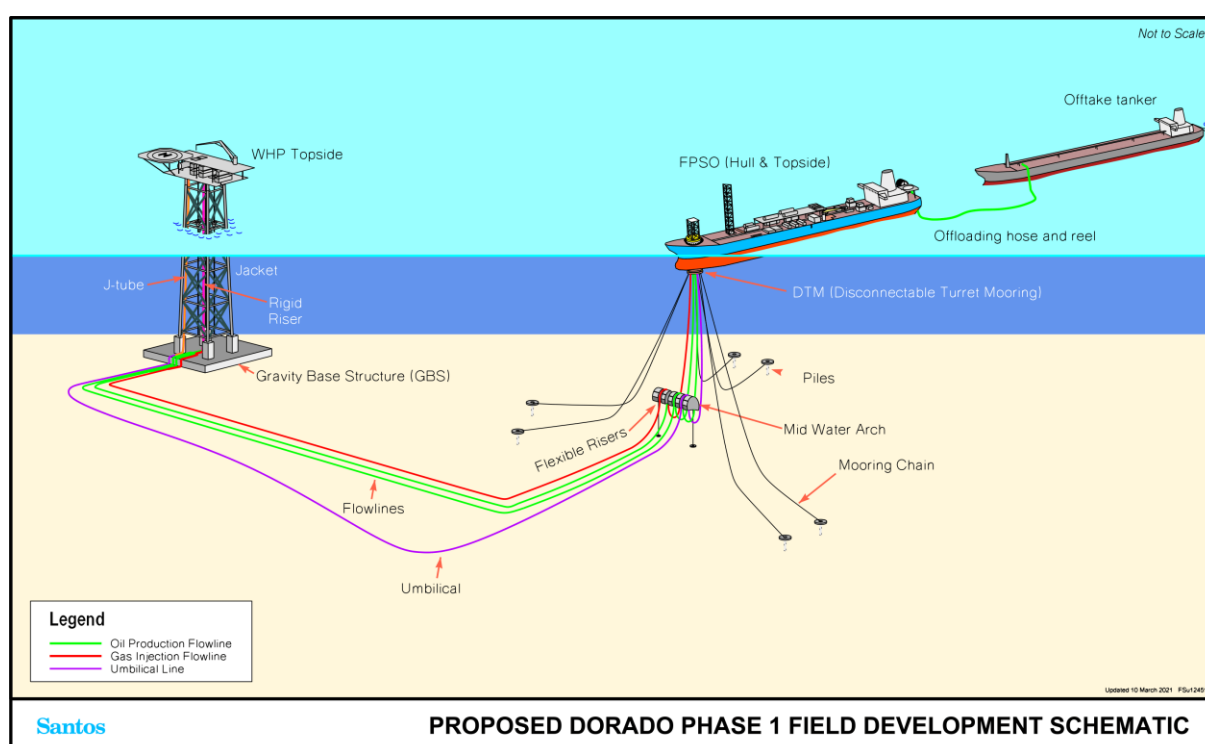 Not to Scale
Offtake tanker
WHP Topside
FPSO (Hull & Topside)
Offloading hose and reel
J-tube
Jacket
Rigid
Riser
DTM (Disconnectable Turret Mooring)
Gravity Base Structure (GBS)
Piles
Flexible Risers
Mid Water Arch
Mooring Chain
Flowlines
Umbilical
Legend
Oil Production Flowline
Gas Injection Flowline
Umbilical Line
Updated 10 March 2021
Santos
PROPOSED DORADO PHASE 1 FIELD DEVELOPMENT SCHEMATIC